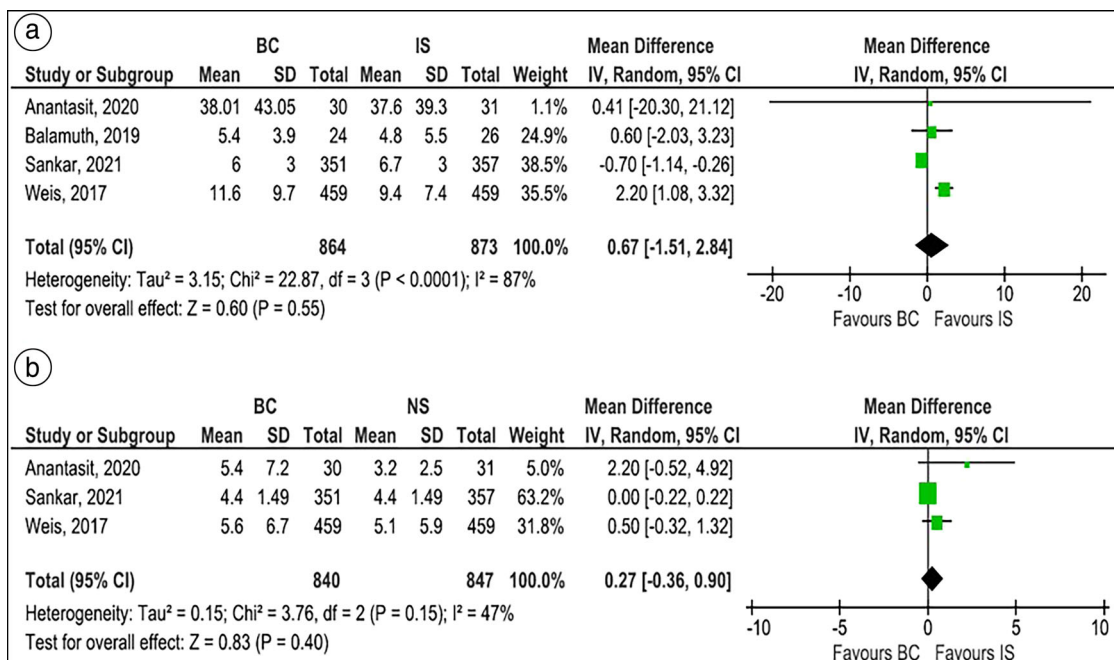 a
BC IS Mean Difference Mean Difference
Study or Subgroup Mean SD Total Mean SD Total Weight IV, Random, 95% CI IV, Random, 95% CI
Anantasit, 2020 38.01 43.05 30 37.6 39.3 31 1.1% 0.41 [-20.30, 21.12]
Balamuth, 2019 5.4 3.9 24 4.8 5.5 26 24.9% 0.60 [-2.03, 3.23]
Sankar, 2021 6 3 351 6.7 3 357 38.5% -0.70 [-1.14, -0.26]
Weis, 2017 11.6 9.7 459 9.4 7.4 459 35.5% 2.20 [1.08, 3.32]
Total (95% CI) 864 873 100.0% 0.67 [-1.51, 2.84]
Heterogeneity: Tau² = 3.15; Chi² = 22.87, df = 3 (P < 0.0001); I² = 87%
Test for overall effect: Z = 0.60 (P = 0.55)
-20 -10 0 10 20
Favours BC Favours IS
b
BC NS Mean Difference Mean Difference
Study or Subgroup Mean SD Total Mean SD Total Weight IV, Random, 95% CI IV, Random, 95% CI
Anantasit, 2020 5.4 7.2 30 3.2 2.5 31 5.0% 2.20 [-0.52, 4.92]
Sankar, 2021 4.4 1.49 351 4.4 1.49 357 63.2% 0.00 [-0.22, 0.22]
Weis, 2017 5.6 6.7 459 5.1 5.9 459 31.8% 0.50 [-0.32, 1.32]
Total (95% CI) 840 847 100.0% 0.27 [-0.36, 0.90]
Heterogeneity: Tau² = 0.15; Chi² = 3.76, df = 2 (P = 0.15); I² = 47%
Test for overall effect: Z = 0.83 (P = 0.40)
-10 -5 0 5 10
Favours BC Favours IS